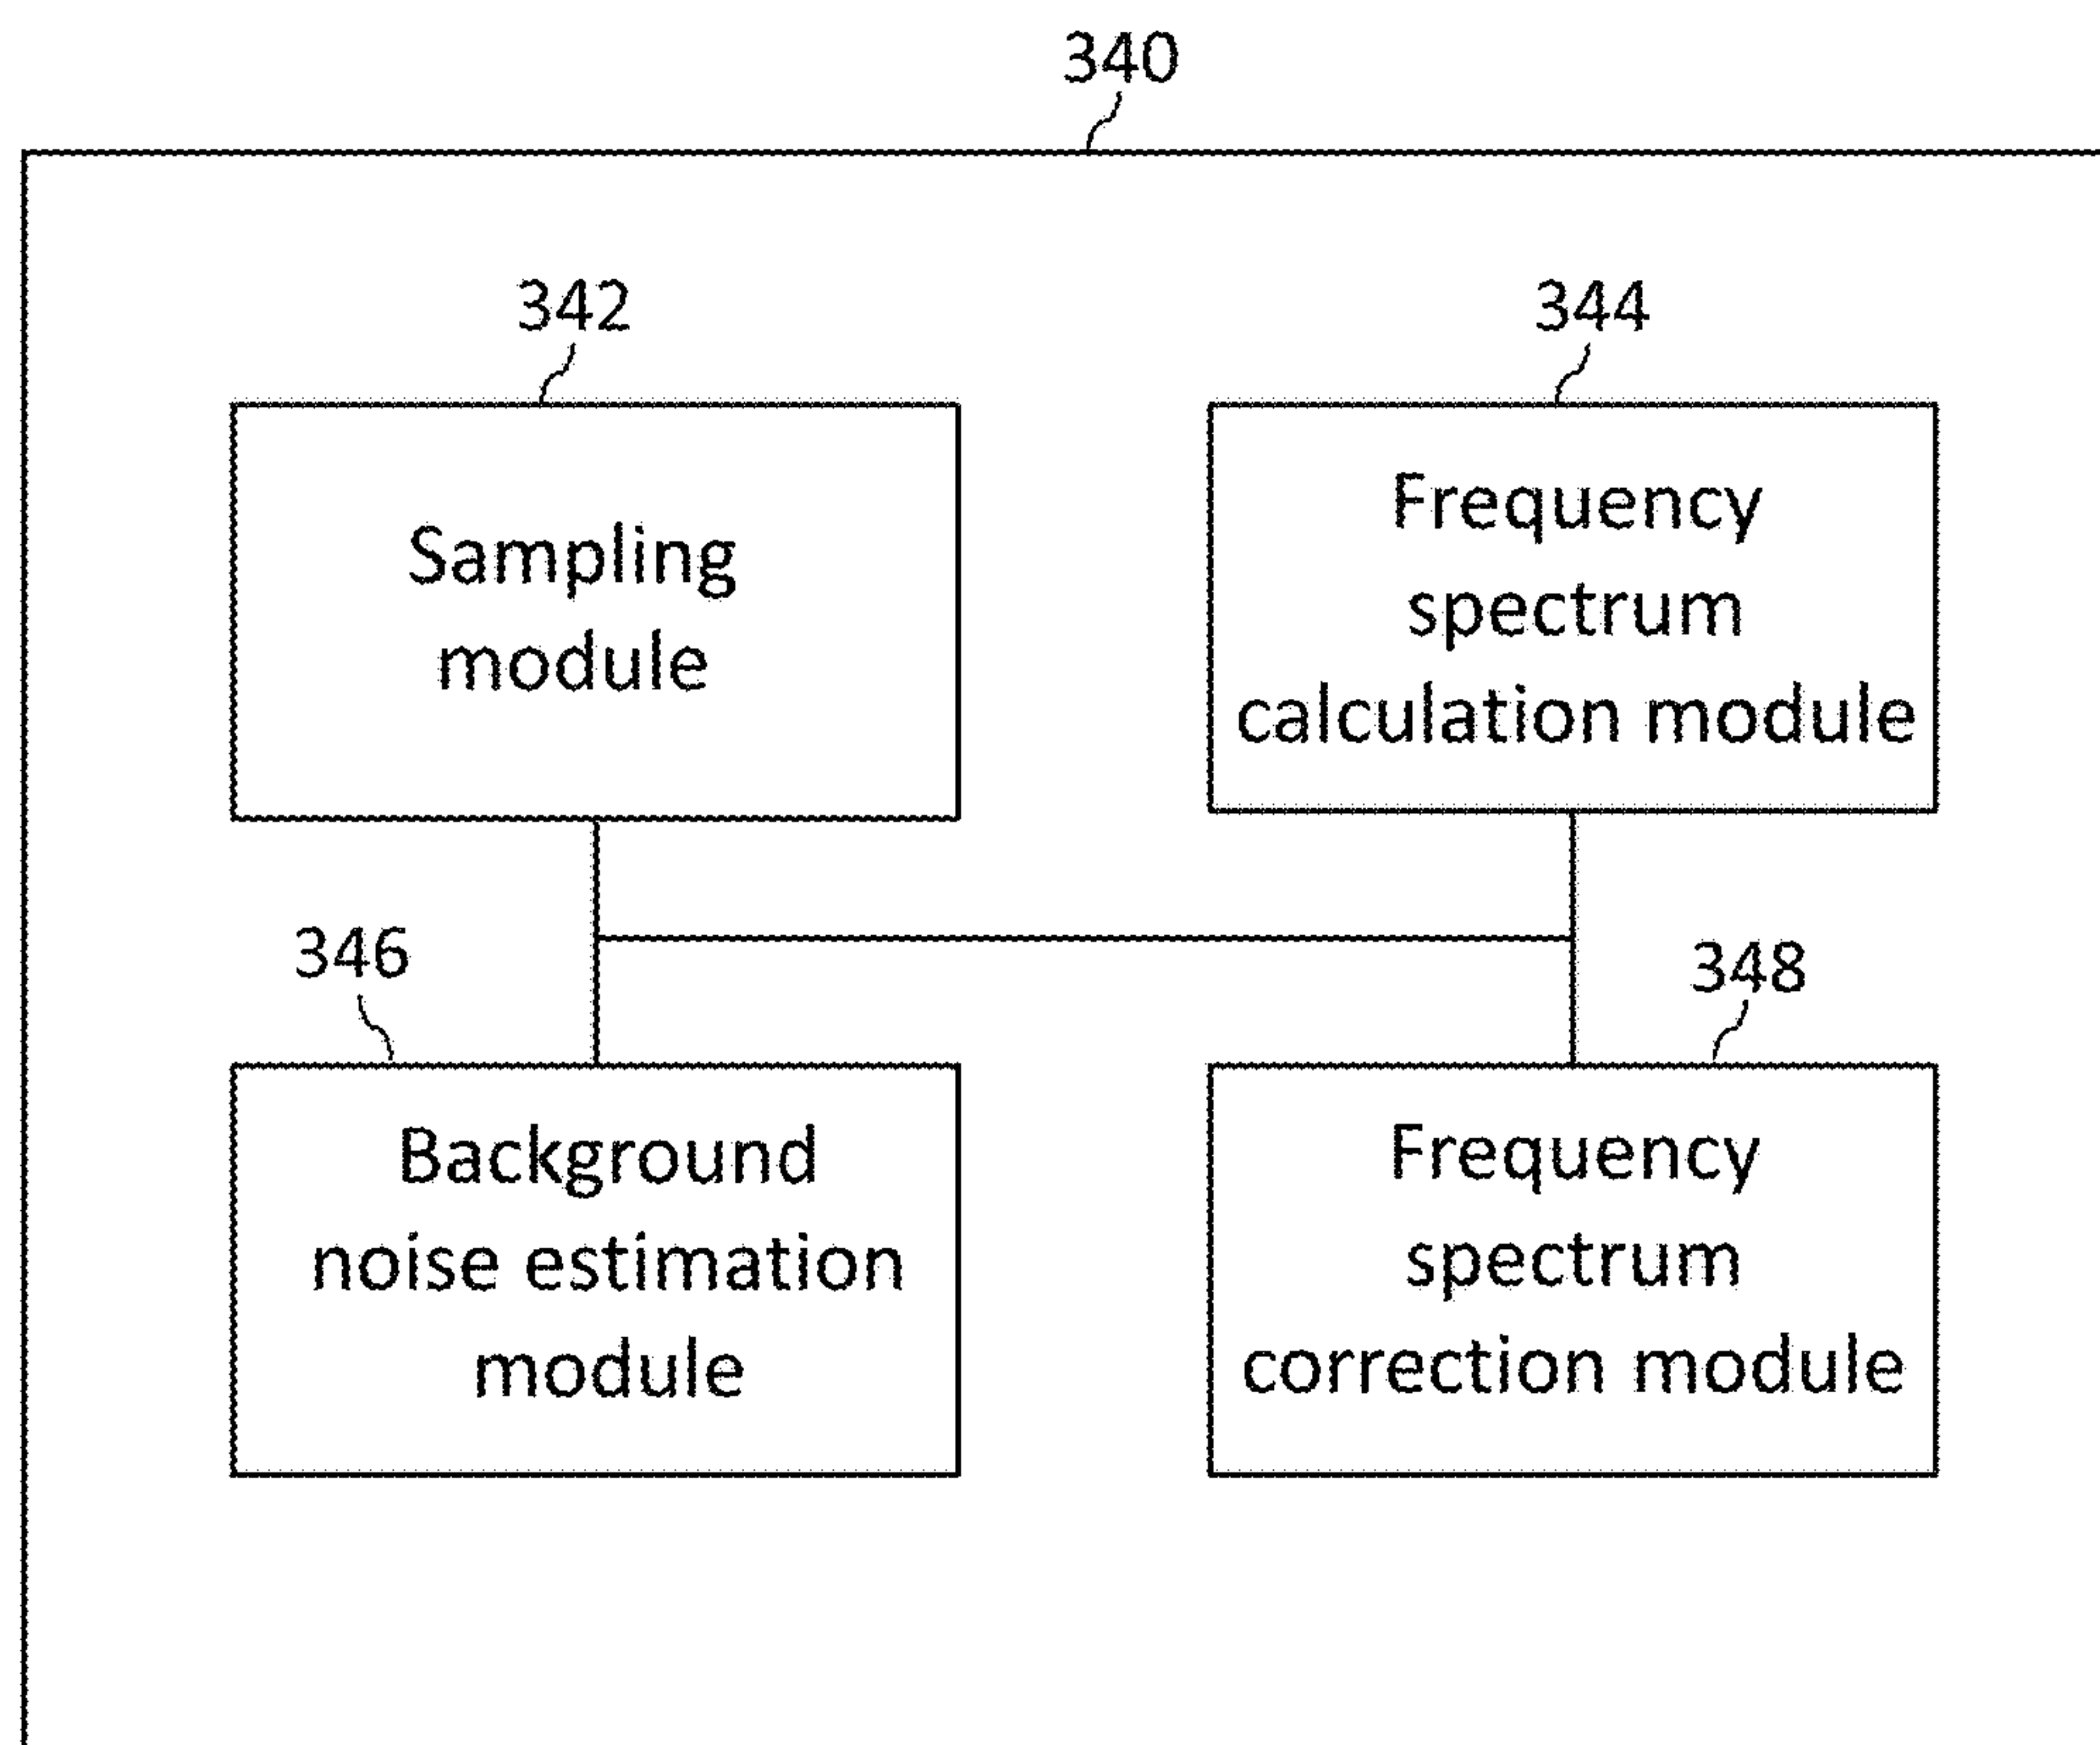 340
342
344
Sampling
module
Frequency
spectrum
calculation module
346
348
Background
noise estimation
module
Frequency
spectrum
correction module